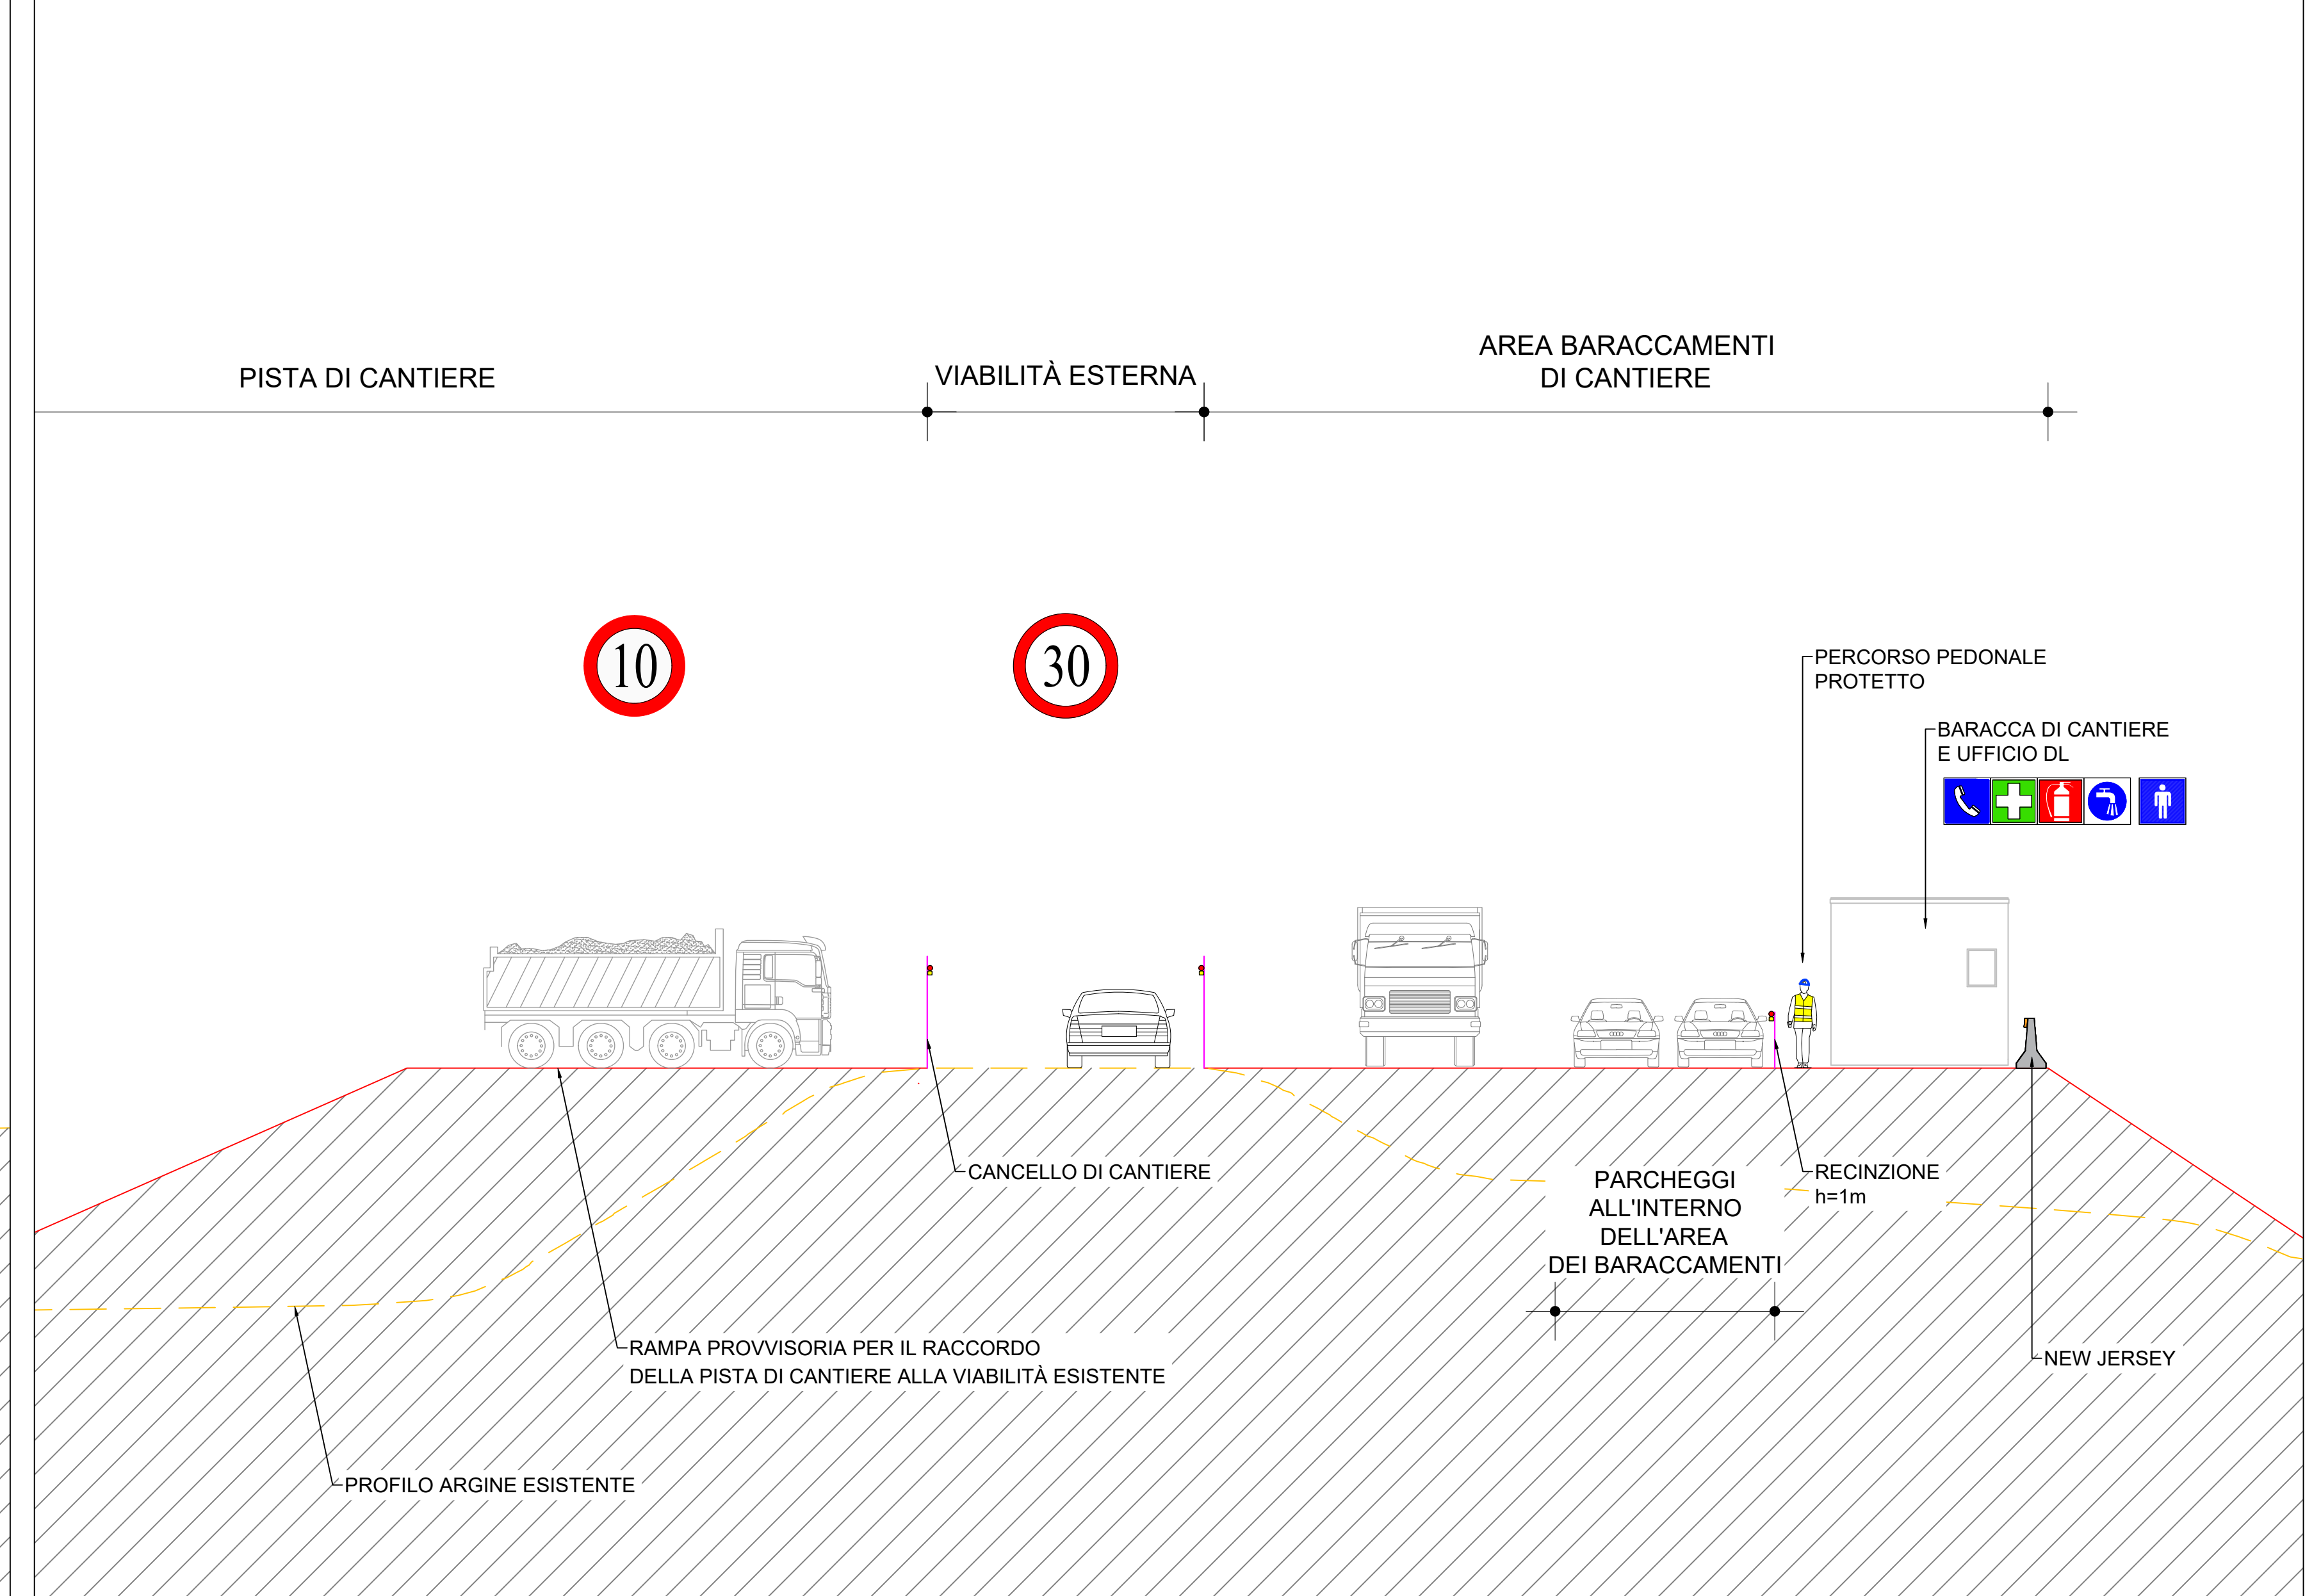 AREA BARACCAMENTI
DI CANTIERE
PISTA DI CANTIERE
VIABILITÀ ESTERNA
10
30
PERCORSO PEDONALE
PROTETTO
BARACCA DI CANTIERE
E UFFICIO DL
CANCELLO DI CANTIERE
PARCHEGGI
ALL'INTERNO
DELL'AREA
DEI BARACCAMENTI
RECINZIONE
h=1m
RAMPA PROVVISORIA PER IL RACCORDO
DELLA PISTA DI CANTIERE ALLA VIABILITÀ ESISTENTE
NEW JERSEY
PROFILO ARGINE ESISTENTE